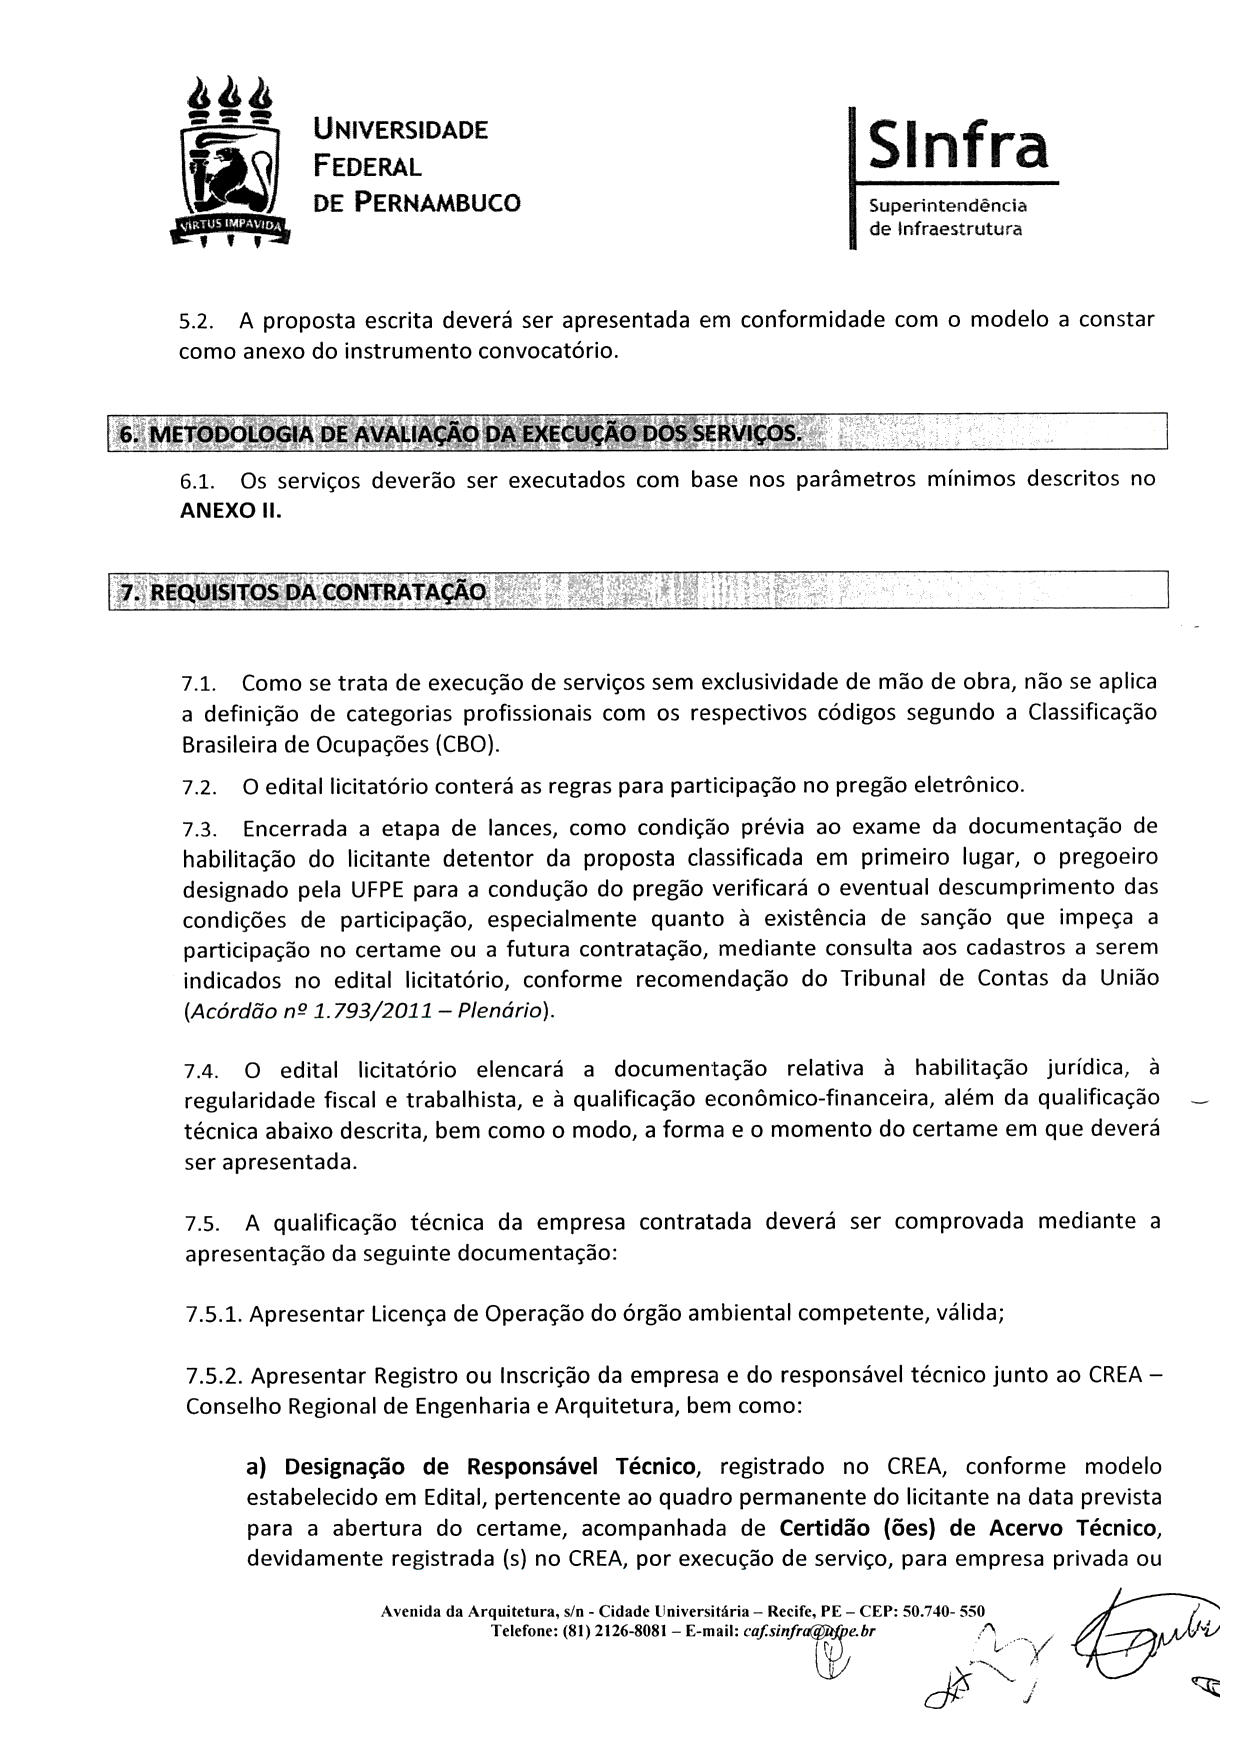 UNIVERSIDADE
FEDERAL
DE PERNAMBUCO
VIRTUS IMPAVIDA
SInfra
Superintendência
de Infraestrutura
5.2. A proposta escrita deverá ser apresentada em conformidade com o modelo a constar
como anexo do instrumento convocatório.
6. METODOLOGIA DE AVALIAÇÃO DA EXECUÇÃO DOS SERVIÇOS.
6.1. Os serviços deverão ser executados com base nos parâmetros mínimos descritos no
ANEXO II.
7. REQUISITOS DA CONTRATAÇÃO
7.1. Como se trata de execução de serviços sem exclusividade de mão de obra, não se aplica
a definição de categorias profissionais com os respectivos códigos segundo a Classificação
Brasileira de Ocupações (CBO).
7.2. O edital licitatório conterá as regras para participação no pregão eletrônico.
7.3. Encerrada a etapa de lances, como condição prévia ao exame da documentação de
habilitação do licitante detentor da proposta classificada em primeiro lugar, o pregoeiro
designado pela UFPE para a condução do pregão verificará o eventual descumprimento das
condições de participação, especialmente quanto à existência de sanção que impeça a
participação no certame ou a futura contratação, mediante consulta aos cadastros a serem
indicados no edital licitatório, conforme recomendação do Tribunal de Contas da União
(Acórdão nº 1.793/2011 – Plenário).
7.4. O edital licitatório elencará a documentação relativa à habilitação jurídica, à
regularidade fiscal e trabalhista, e à qualificação econômico-financeira, além da qualificação
técnica abaixo descrita, bem como o modo, a forma e o momento do certame em que deverá
ser apresentada.
7.5. A qualificação técnica da empresa contratada deverá ser comprovada mediante a
apresentação da seguinte documentação:
7.5.1. Apresentar Licença de Operação do órgão ambiental competente, válida;
7.5.2. Apresentar Registro ou Inscrição da empresa e do responsável técnico junto ao CREA –
Conselho Regional de Engenharia e Arquitetura, bem como:
a) Designação de Responsável Técnico, registrado no CREA, conforme modelo
estabelecido em Edital, pertencente ao quadro permanente do licitante na data prevista
para a abertura do certame, acompanhada de Certidão (ões) de Acervo Técnico,
devidamente registrada (s) no CREA, por execução de serviço, para empresa privada ou
Avenida da Arquitetura, s/n - Cidade Universitária – Recife, PE – CEP: 50.740- 550
Telefone: (81) 2126-8081 – E-mail: caf.sinfra@ufpe.br